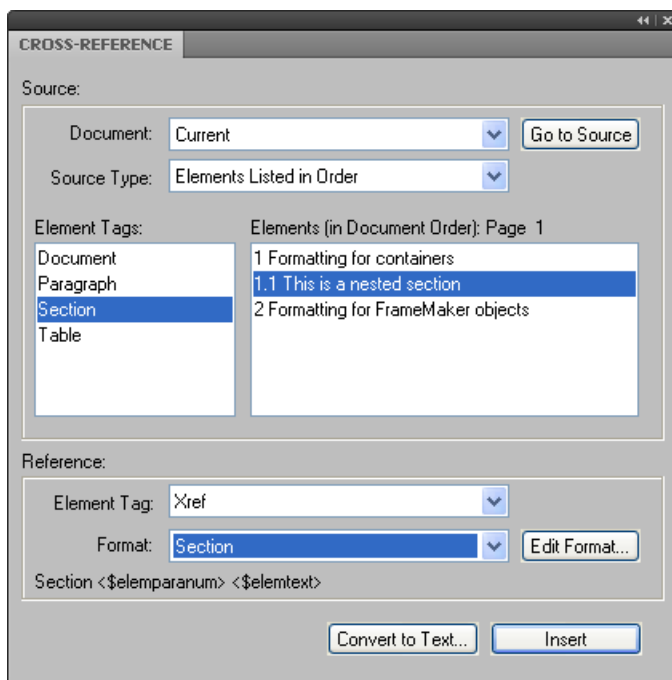 CROSS-REFERENCE
Source:
Document: Current Go to Source
Source Type: Elements Listed in Order
Element Tags: Elements (in Document Order): Page 1
Document 1 Formatting for containers
Paragraph 1.1 This is a nested section
Section 2 Formatting for FrameMaker objects
Table
Reference:
Element Tag: Xref
Format: Section Edit Format...
Section <$elemparanum> <$elemtext>
Convert to Text... Insert